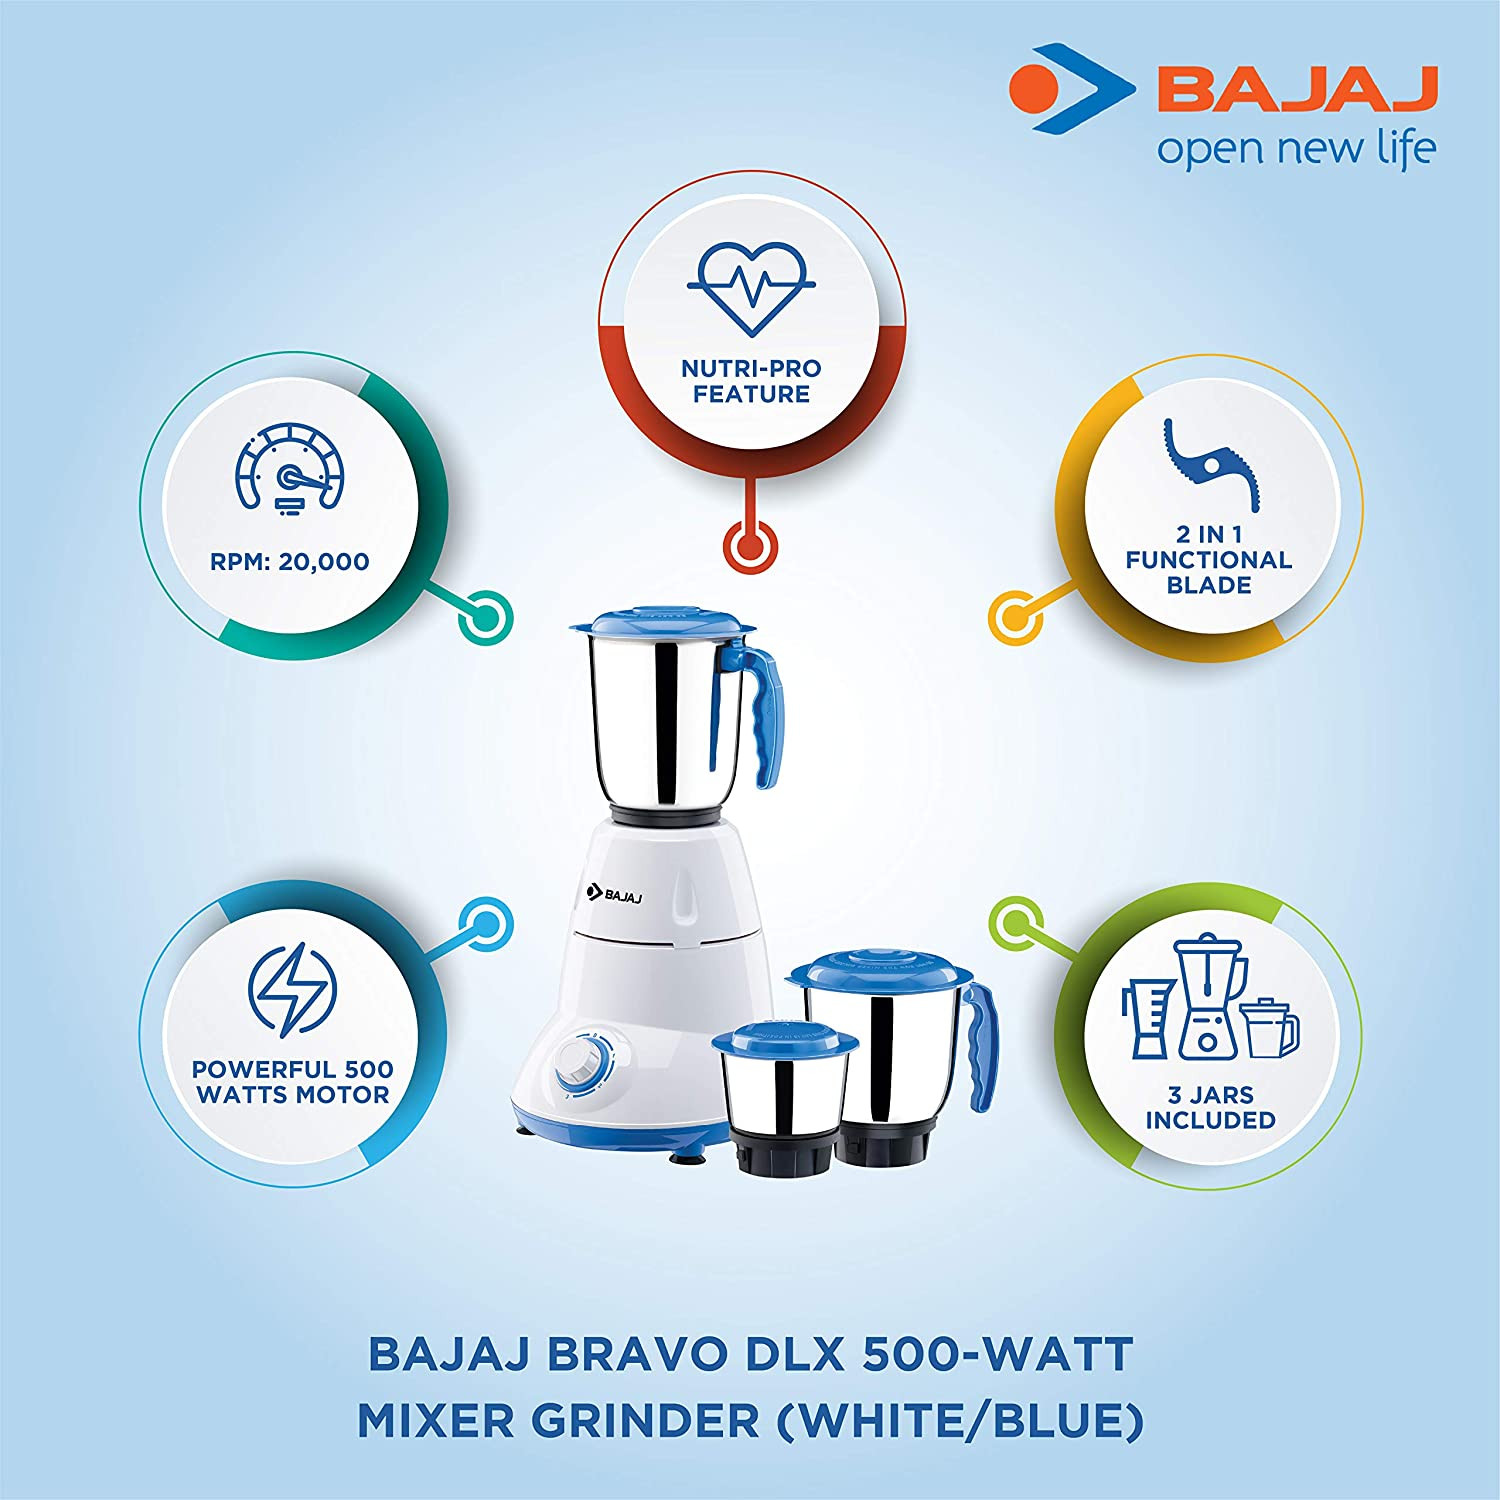 BAJAJ
open new life
NUTRI-PRO
FEATURE
RPM: 20,000
2 IN 1
FUNCTIONAL
BLADE
BAJAJ
POWERFUL 500
WATTS MOTOR
3 JARS
INCLUDED
BAJAJ BRAVO DLX 500-WATT
MIXER GRINDER (WHITE/BLUE)